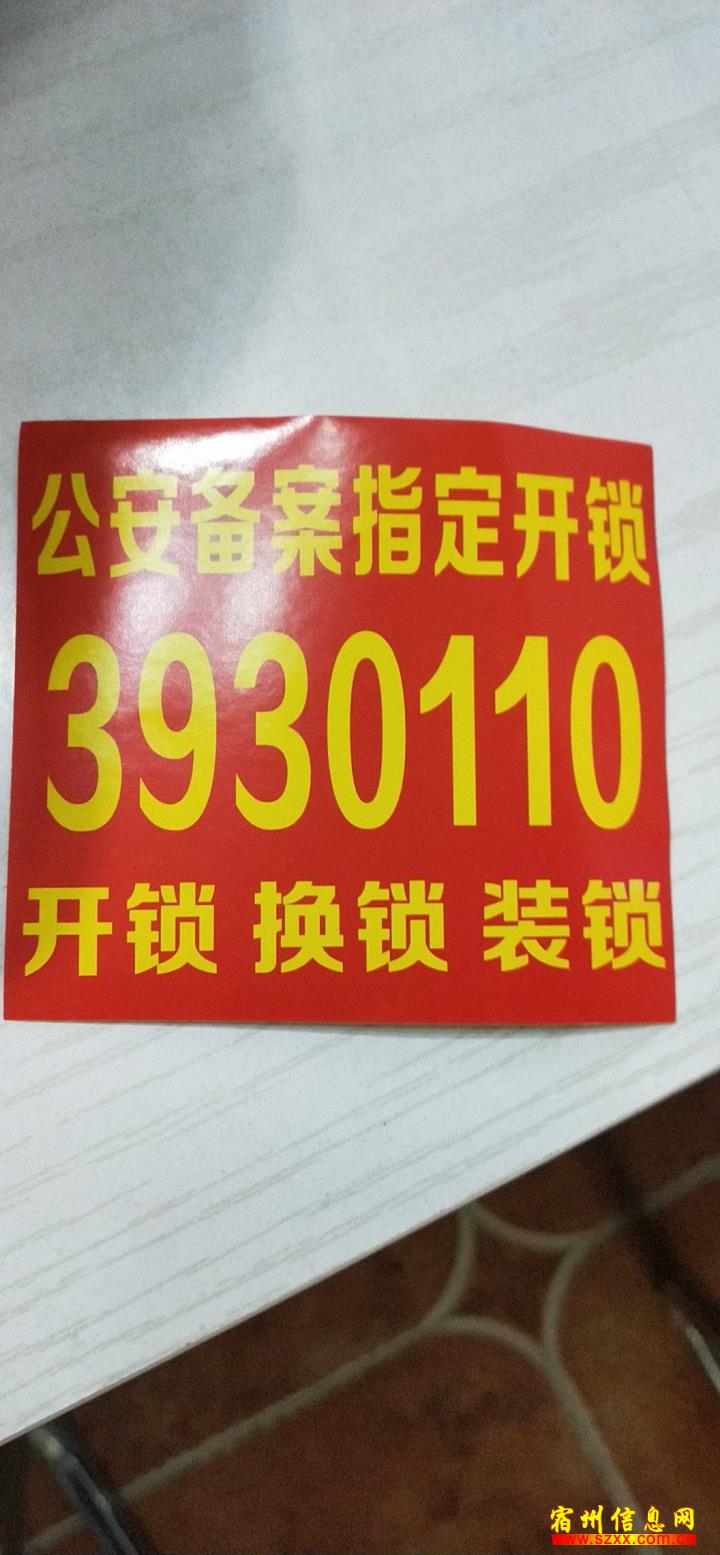 公安备案指定开锁
3930110
开锁 换锁 装锁
宿州信息网
www.szxx.com.cn